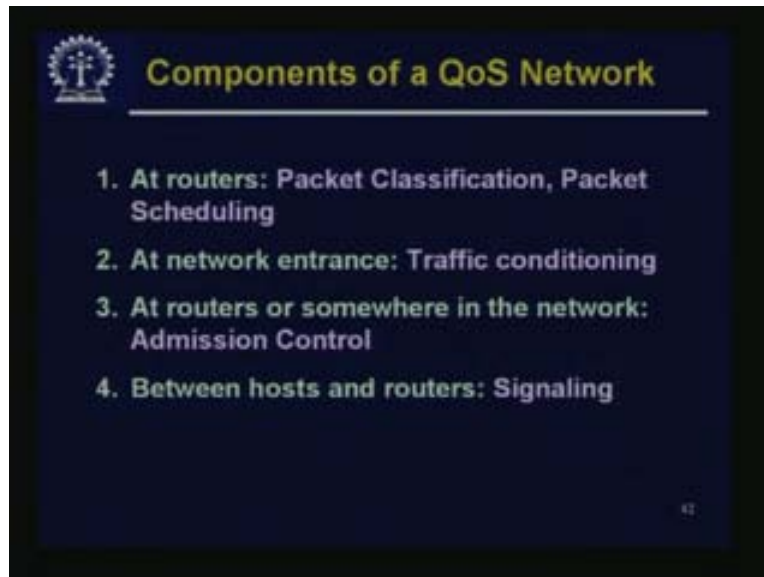 Components of a QoS Network
1. At routers: Packet Classification, Packet
Scheduling
2. At network entrance: Traffic conditioning
3. At routers or somewhere in the network:
Admission Control
4. Between hosts and routers: Signaling